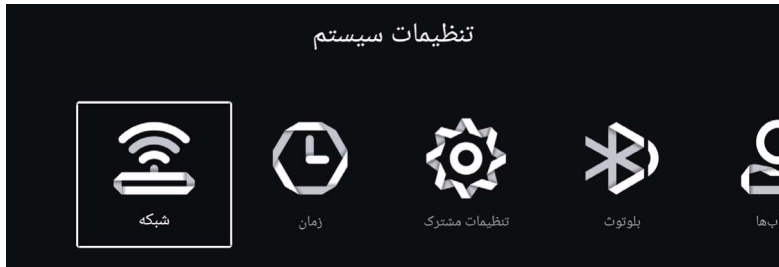 تنظیمات سیستم
شبکه
زمان
تنظیمات مشترک
بلوتوث